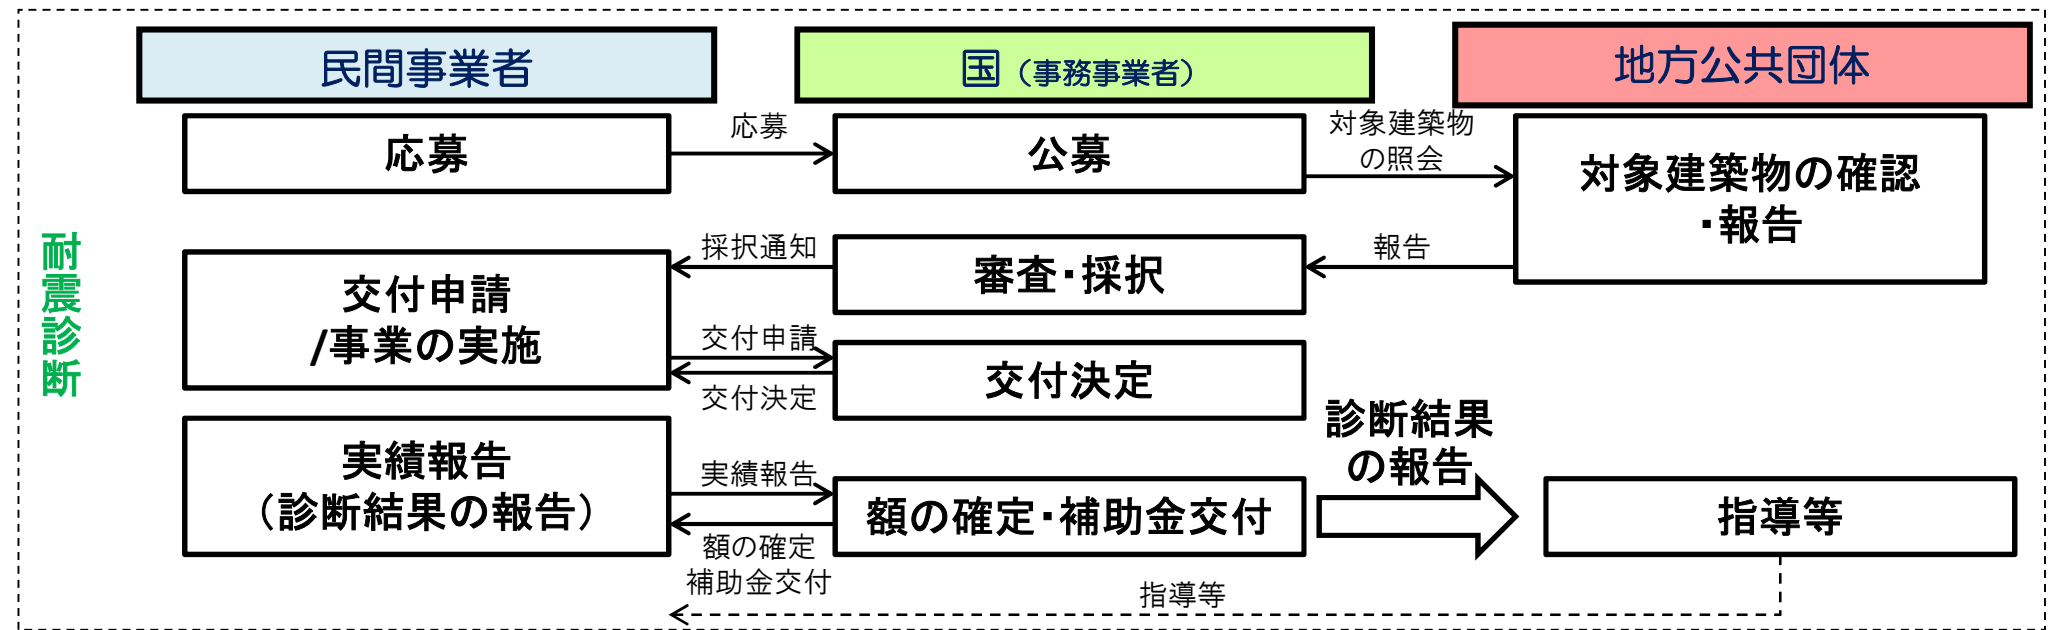 民間事業者
国（事務事業者）
地方公共団体
耐震診断
応募
応募
公募
対象建築物
の照会
対象建築物の確認
・報告
交付申請
/事業の実施
採択通知
審査・採択
報告
交付申請
交付決定
交付決定
実績報告
（診断結果の報告）
実績報告
額の確定
補助金交付
額の確定・補助金交付
診断結果
の報告
指導等
指導等